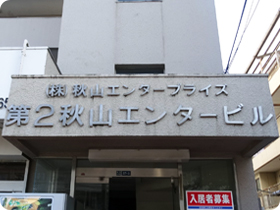 ㈱ 秋山エンタープライズ
第2秋山エンタービル
入居者募集